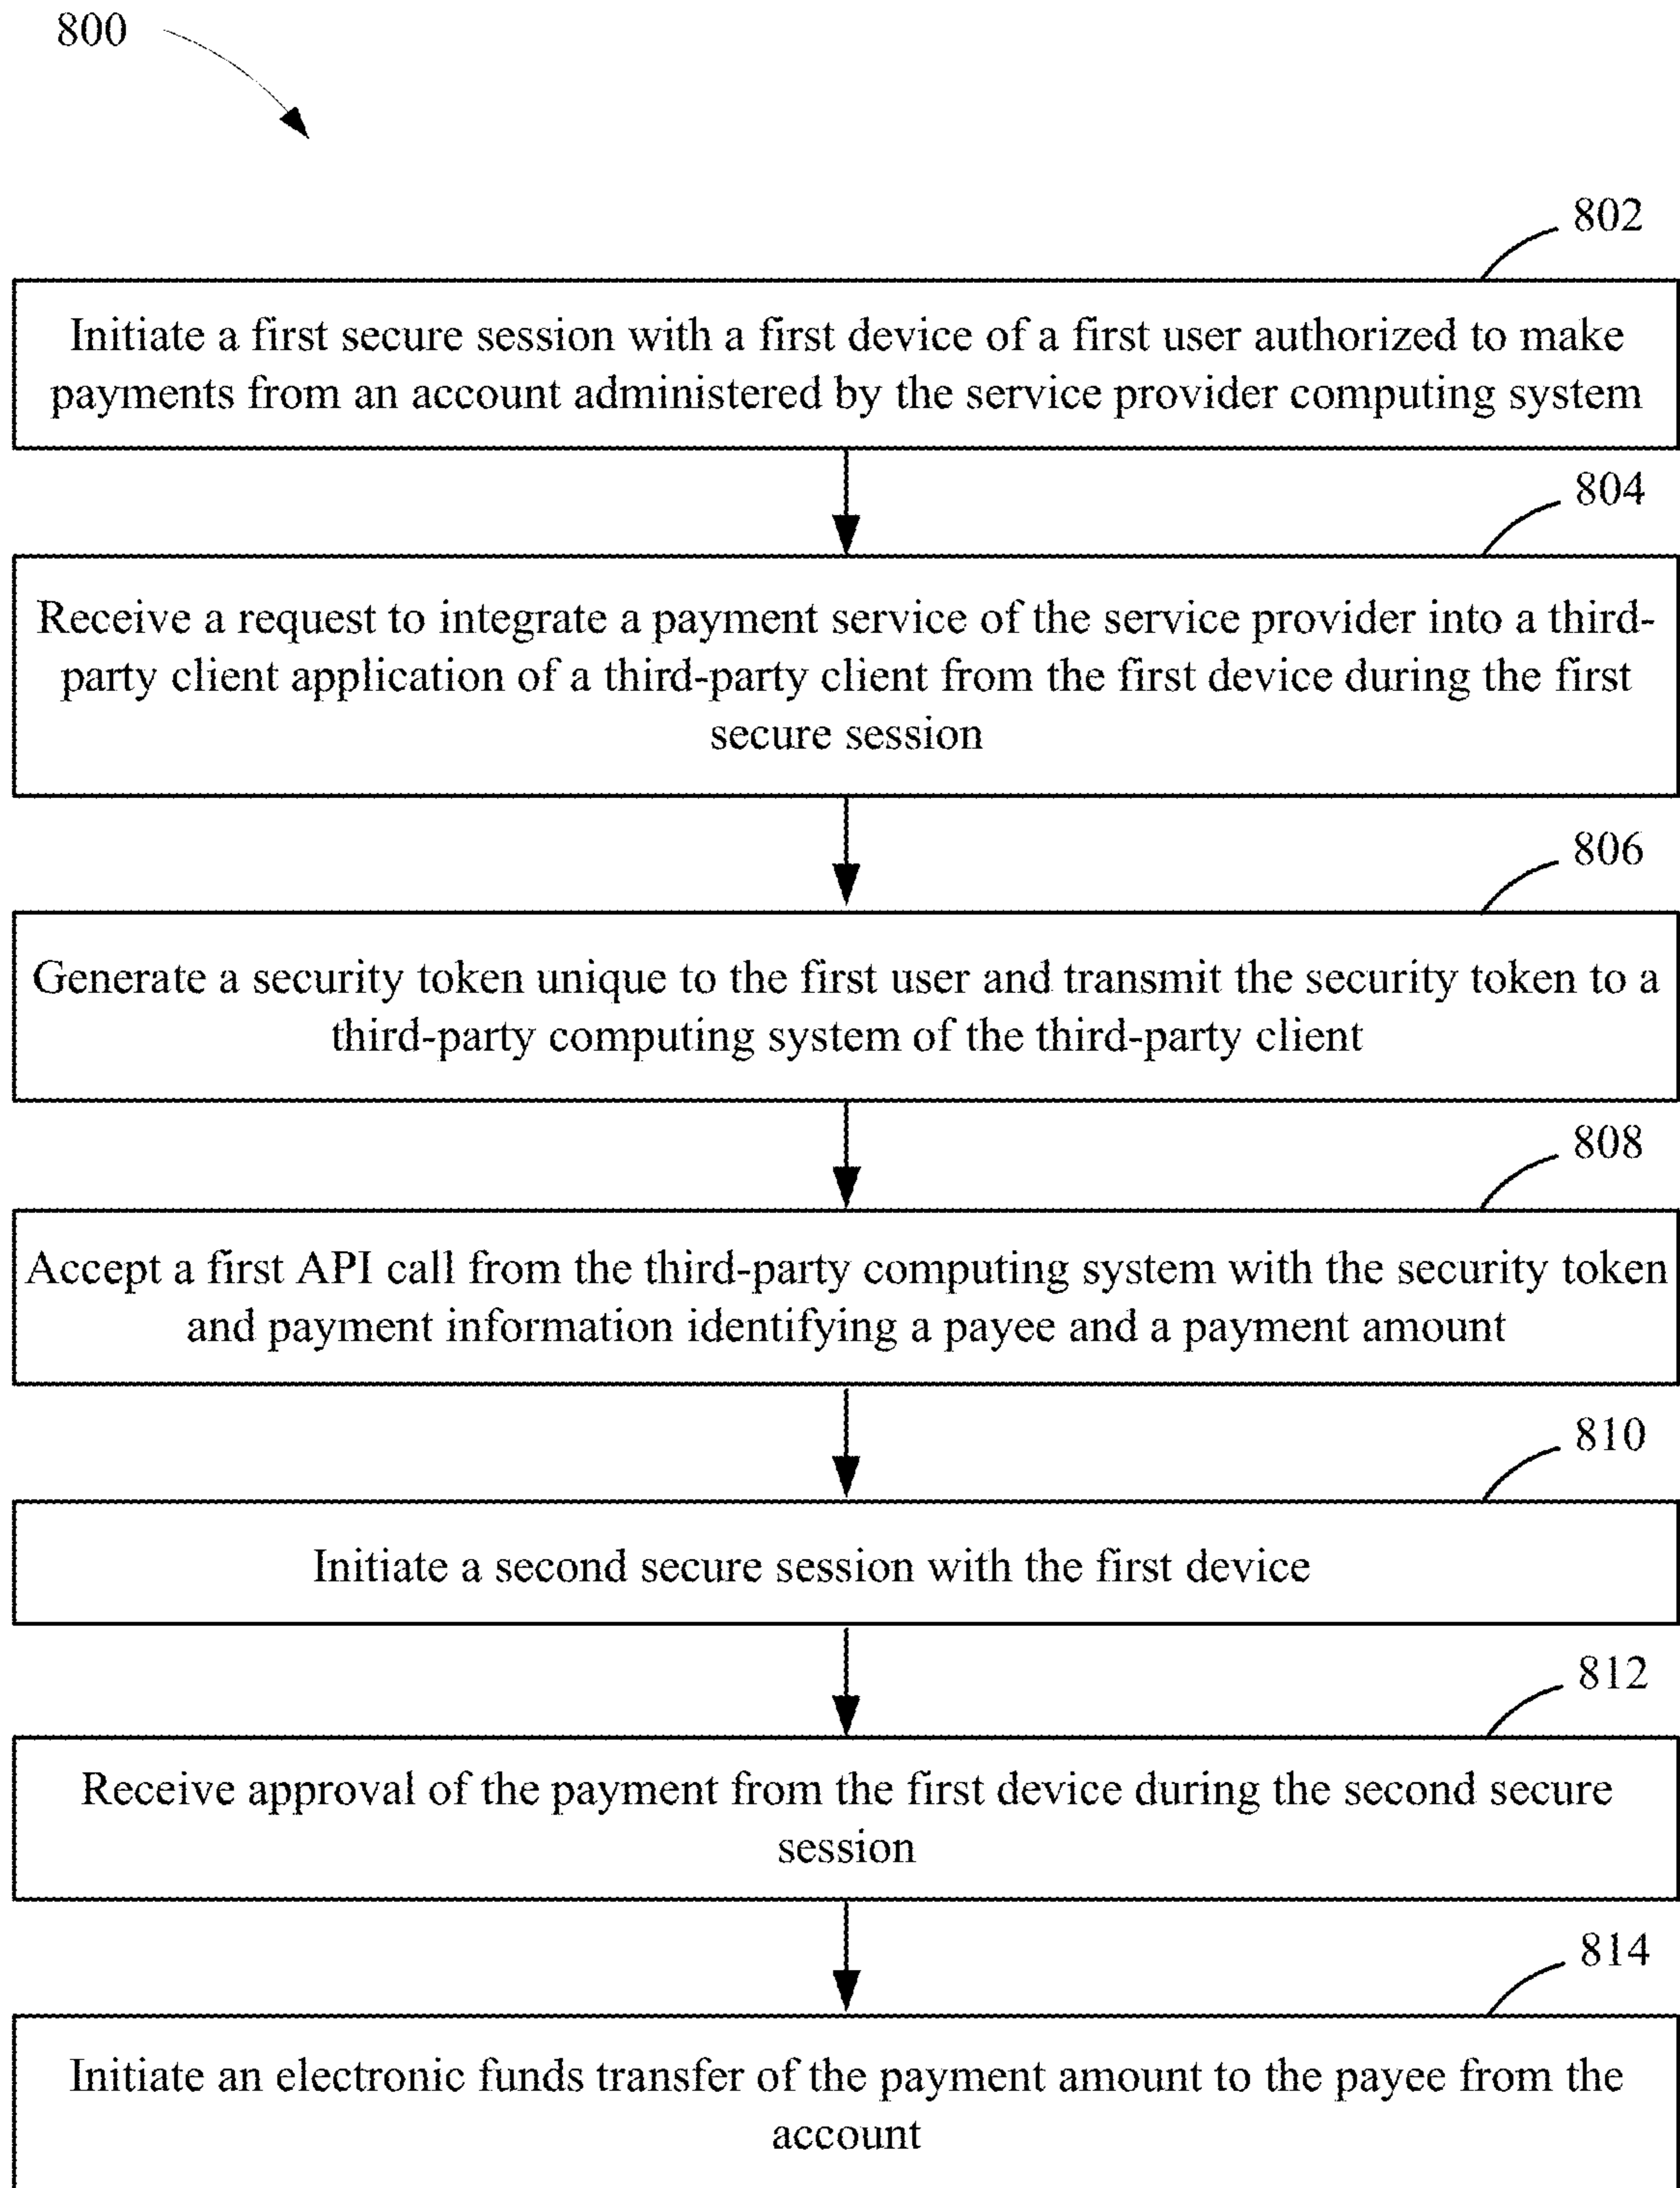 800
802
Initiate a first secure session with a first device of a first user authorized to make
payments from an account administered by the service provider computing system
804
Receive a request to integrate a payment service of the service provider into a third-
party client application of a third-party client from the first device during the first
secure session
806
Generate a security token unique to the first user and transmit the security token to a
third-party computing system of the third-party client
808
Accept a first API call from the third-party computing system with the security token
and payment information identifying a payee and a payment amount
810
Initiate a second secure session with the first device
812
Receive approval of the payment from the first device during the second secure
session
814
Initiate an electronic funds transfer of the payment amount to the payee from the
account